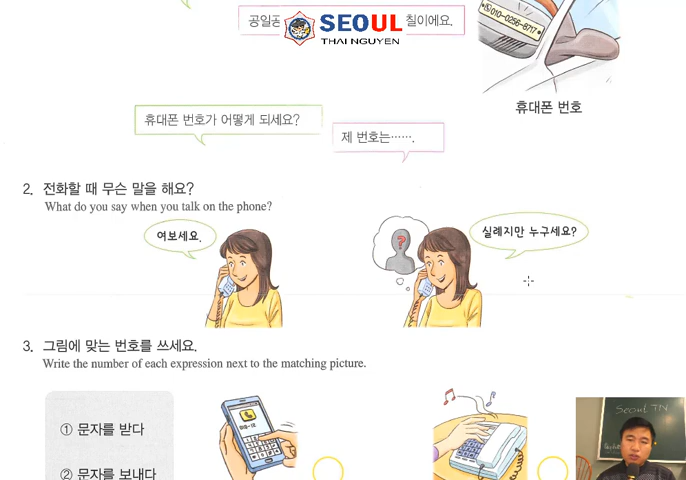 공일공
SEOUL
칠이에요.
THAI NGUYEN
010-0256-8717
휴대폰 번호
휴대폰 번호가 어떻게 되세요?
제 번호는…….
2. 전화할 때 무슨 말을 해요?
What do you say when you talk on the phone?
여보세요.
?
실례지만 누구세요?
3. 그림에 맞는 번호를 쓰세요.
Write the number of each expression next to the matching picture.
① 문자를 받다
② 문자를 보내다
Seoul TN